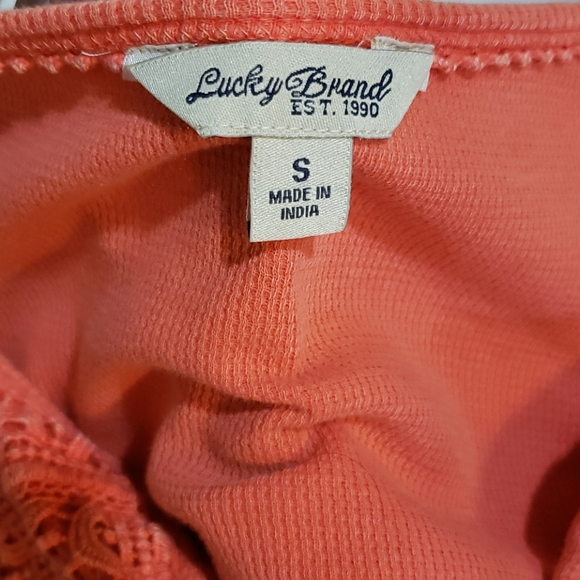 Lucky Brand
EST. 1990
S
MADE IN
INDIA